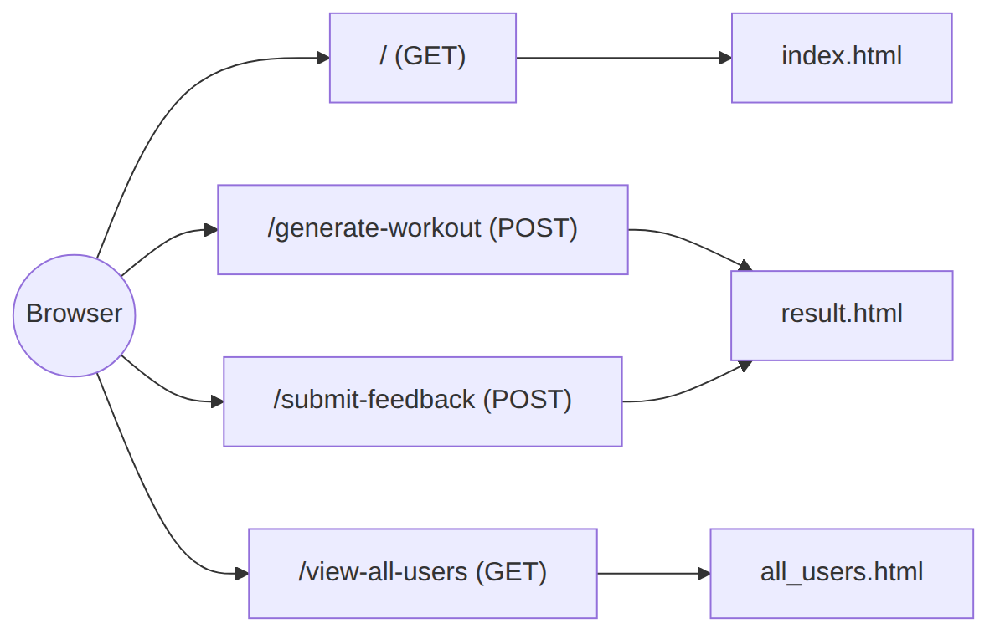 / (GET)
index.html
/generate-workout (POST)
Browser
result.html
/submit-feedback (POST)
/view-all-users (GET)
all_users.html